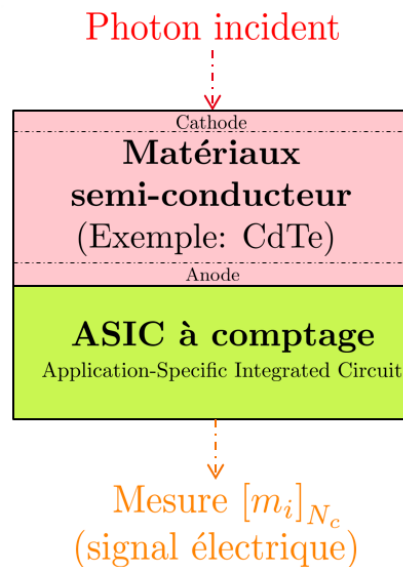 Photon incident
Cathode
Matériaux
semi-conducteur
(Exemple: CdTe)
Anode
ASIC à comptage
Application-Specific Integrated Circuit
Mesure [m_i]_{N_c}
(signal électrique)